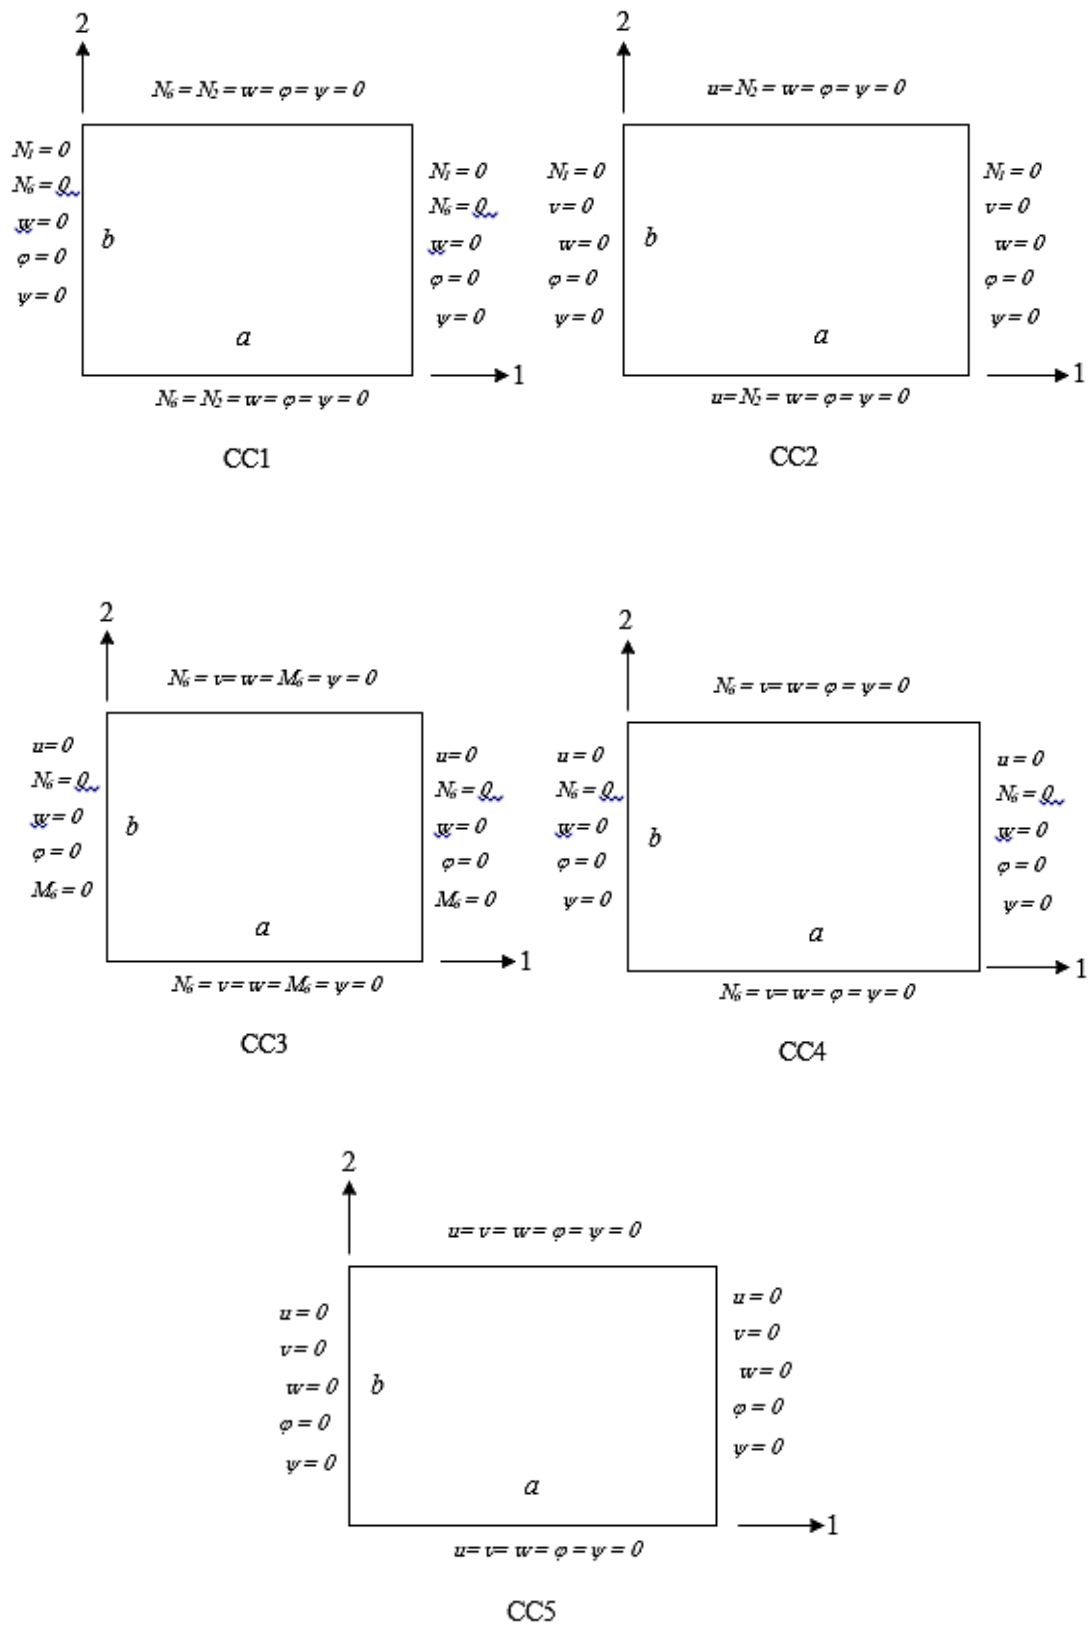 2
N₆ = N₂ = w = φ = ψ = 0
N₁ = 0
N₆ = 0
w = 0
φ = 0
ψ = 0
b
a
N₁ = 0
N₆ = 0
w = 0
φ = 0
ψ = 0
1
N₆ = N₂ = w = φ = ψ = 0
CC1
2
u = N₂ = w = φ = ψ = 0
N₁ = 0
v = 0
w = 0
φ = 0
ψ = 0
b
a
N₁ = 0
v = 0
w = 0
φ = 0
ψ = 0
1
u = N₂ = w = φ = ψ = 0
CC2
2
N₆ = v = w = M₆ = ψ = 0
u = 0
N₆ = 0
w = 0
φ = 0
M₆ = 0
b
a
u = 0
N₆ = 0
w = 0
φ = 0
M₆ = 0
1
N₆ = v = w = M₆ = ψ = 0
CC3
2
N₆ = v = w = φ = ψ = 0
u = 0
N₆ = 0
w = 0
φ = 0
ψ = 0
b
a
u = 0
N₆ = 0
w = 0
φ = 0
ψ = 0
1
N₆ = v = w = φ = ψ = 0
CC4
2
u = v = w = φ = ψ = 0
u = 0
v = 0
w = 0
φ = 0
ψ = 0
b
a
u = 0
v = 0
w = 0
φ = 0
ψ = 0
1
u = v = w = φ = ψ = 0
CC5